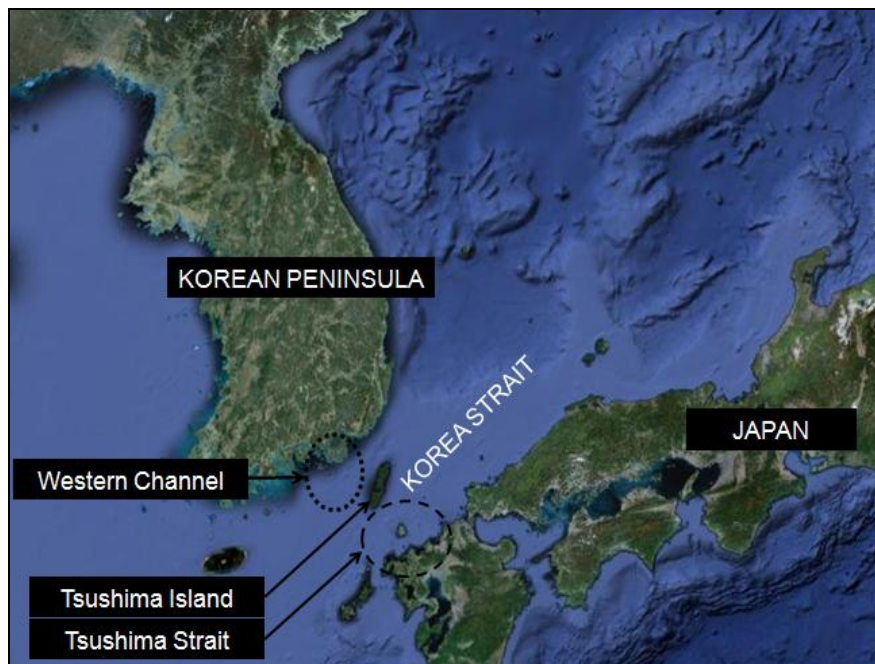 KOREAN PENINSULA
KOREA STRAIT
JAPAN
Western Channel
Tsushima Island
Tsushima Strait